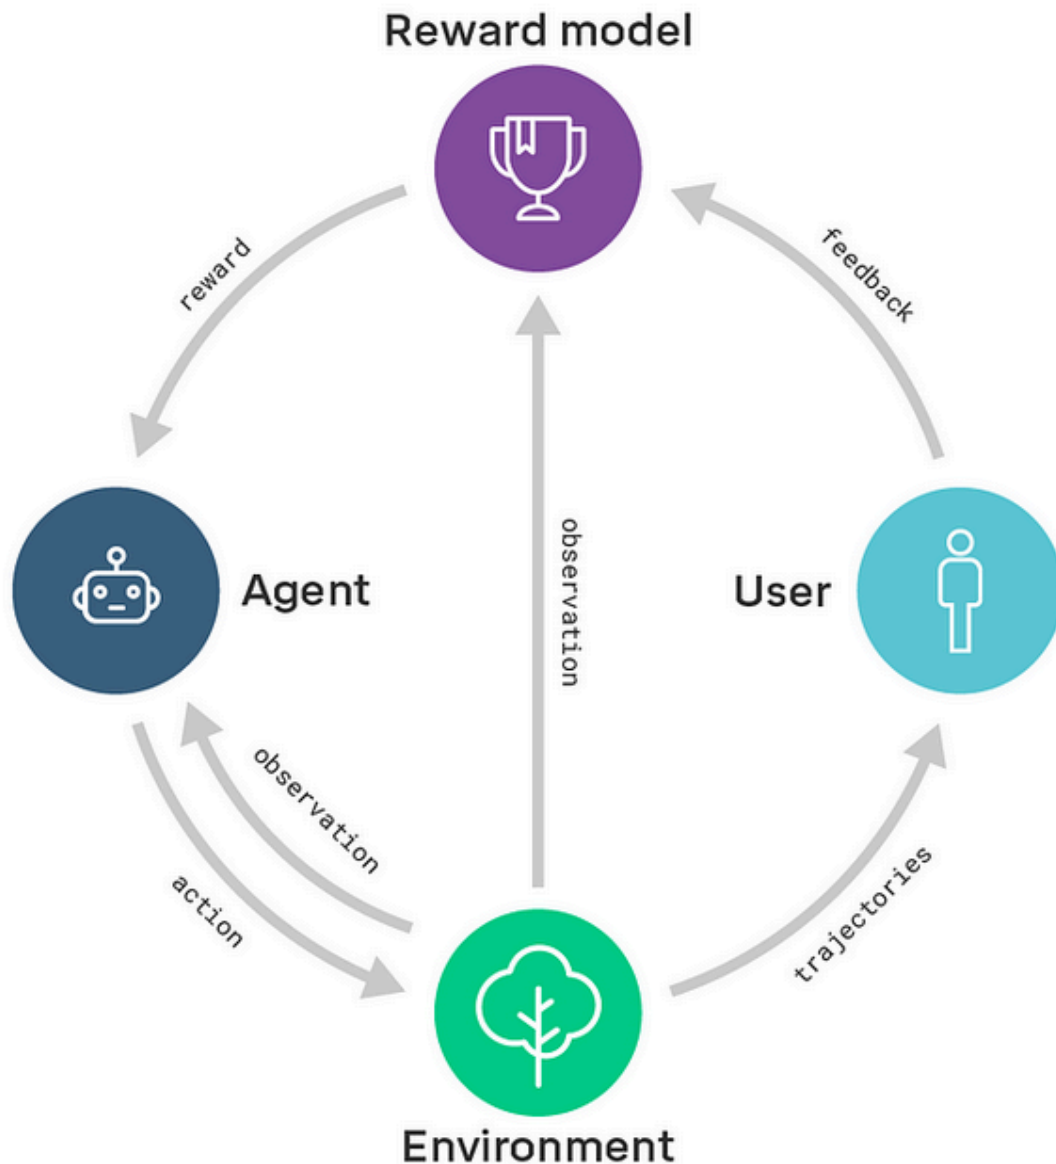 Reward model
reward
feedback
observation
Agent
User
observation
action
trajectories
Environment